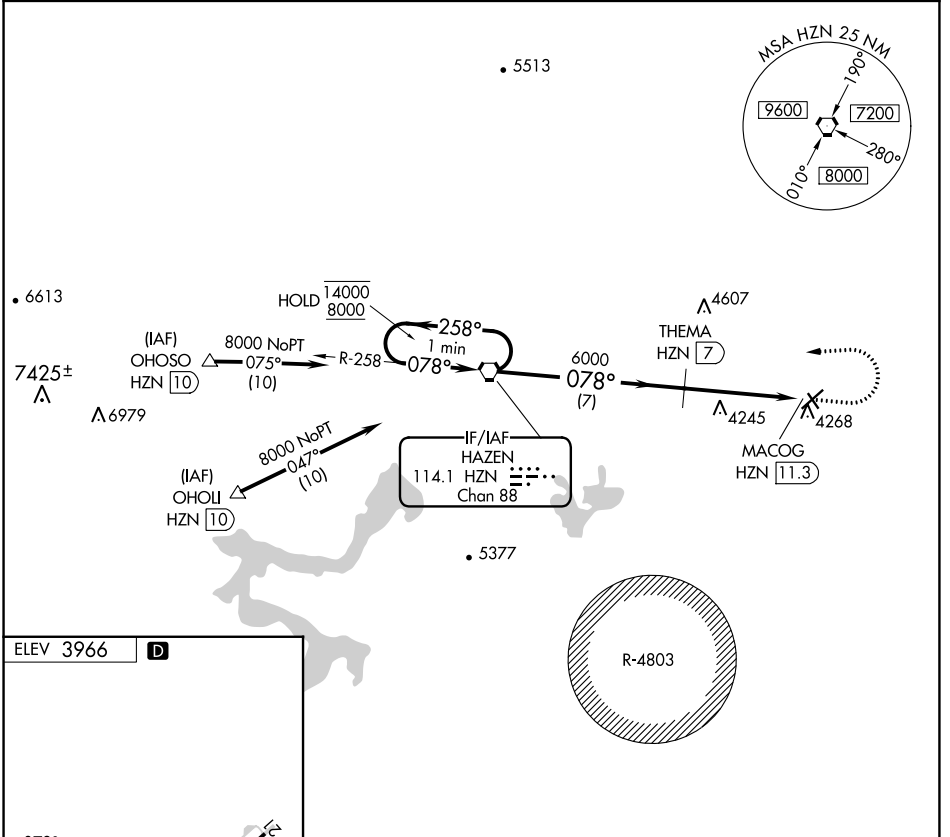 MSA HZN 25 NM
190°
9600
7200
280°
010°
8000
5513
6613
HOLD 14000
8000
4607
(IAF)
OHOSO
HZN 10
8000 NoPT
075°
(10)
R-258
258°
1 min
078°
6000
078°
(7)
THEMA
HZN 7
7425±
6979
4245
4268
MACOG
HZN 11.3
8000 NoPT
047°
(10)
(IAF)
OHOLI
HZN 10
IF/IAF
HAZEN
114.1 HZN
Chan 88
5377
R-4803
ELEV 3966 D
21